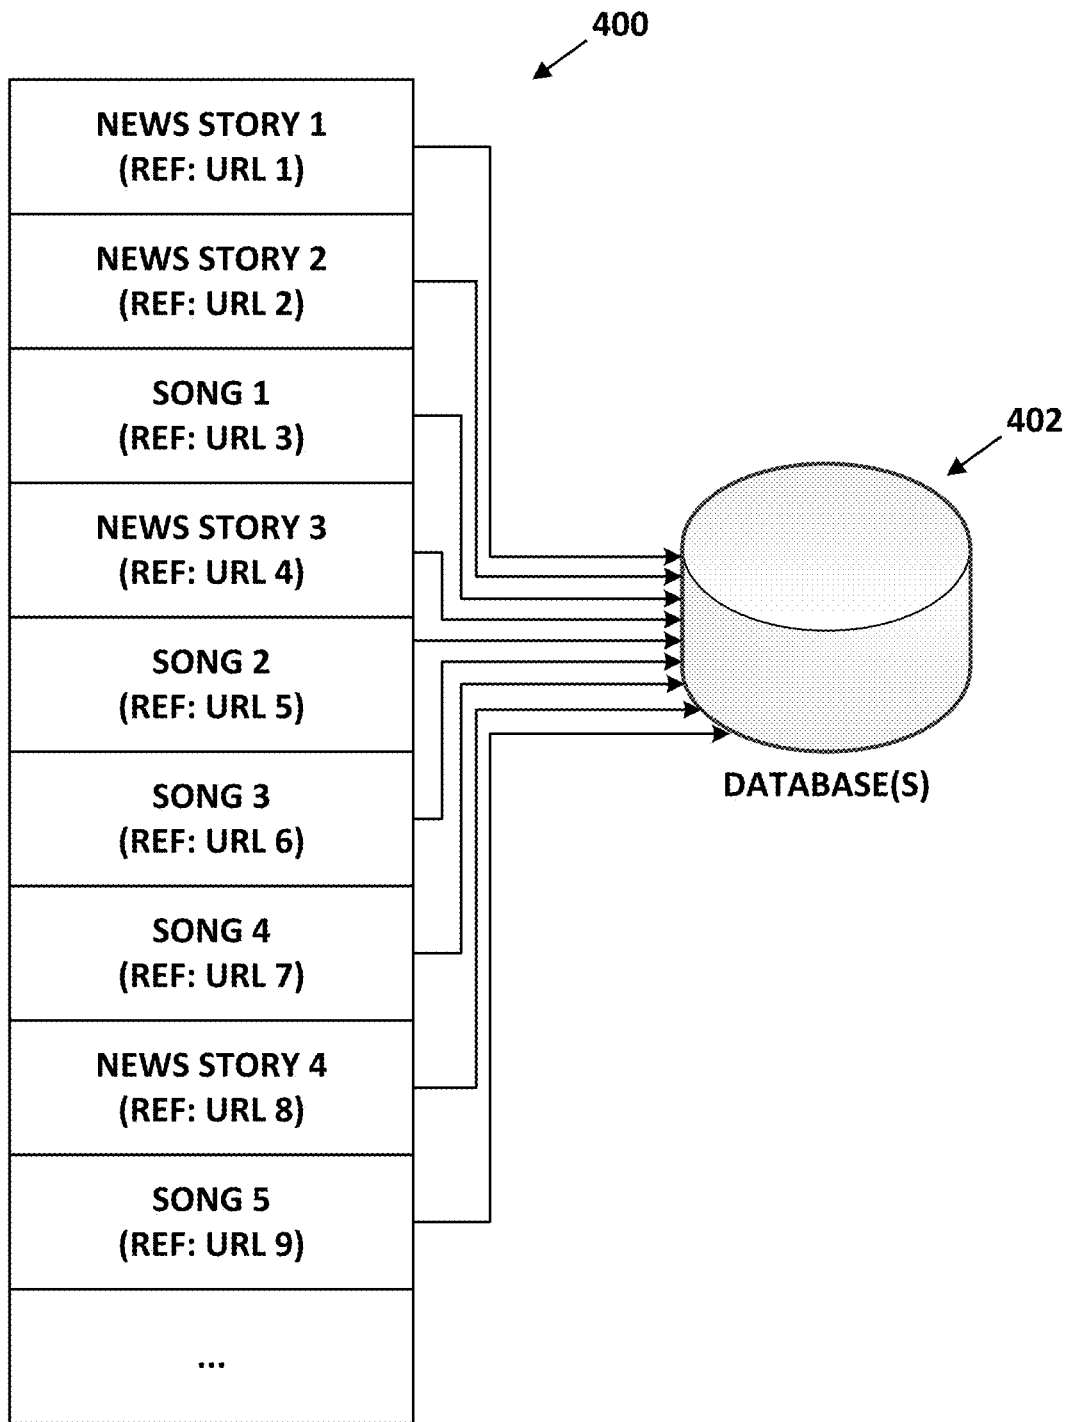 400
NEWS STORY 1
(REF: URL 1)
NEWS STORY 2
(REF: URL 2)
SONG 1
(REF: URL 3)
402
NEWS STORY 3
(REF: URL 4)
SONG 2
(REF: URL 5)
SONG 3
(REF: URL 6)
DATABASE(S)
SONG 4
(REF: URL 7)
NEWS STORY 4
(REF: URL 8)
SONG 5
(REF: URL 9)
...